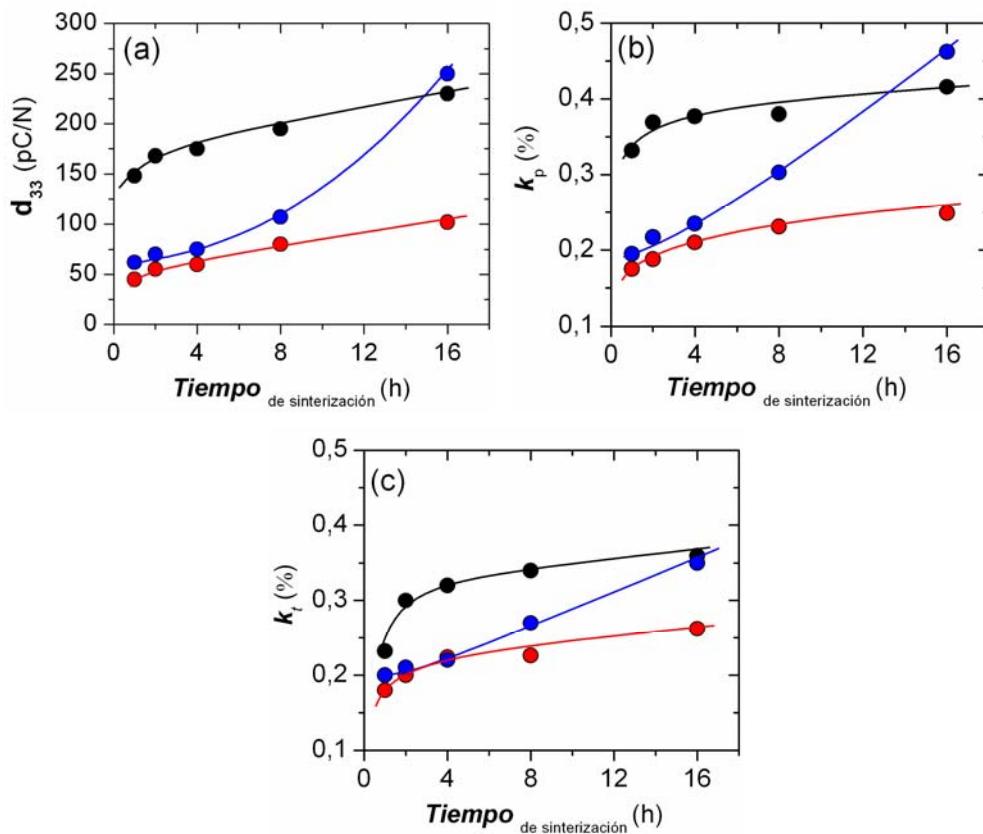 (a)
d33 (pC/N)
300
250
200
150
100
50
0
0 4 8 12 16
Tiempo de sinterización (h)
(b)
kp (%)
0,5
0,4
0,3
0,2
0,1
0 4 8 12 16
Tiempo de sinterización (h)
(c)
kt (%)
0,5
0,4
0,3
0,2
0,1
0 4 8 12 16
Tiempo de sinterización (h)